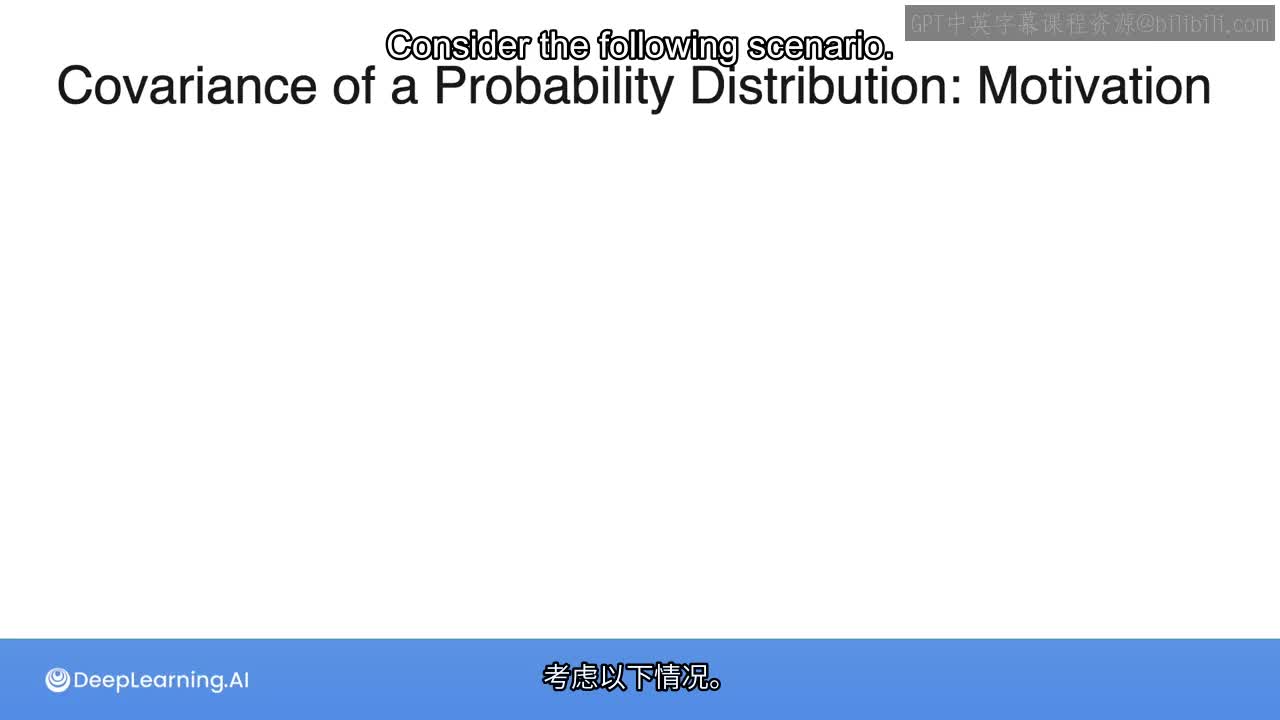 GPT中英字幕课程资源@bilibili.com
Consider the following scenario.
Covariance of a Probability Distribution: Motivation
DeepLearning.AI
考虑以下情况。